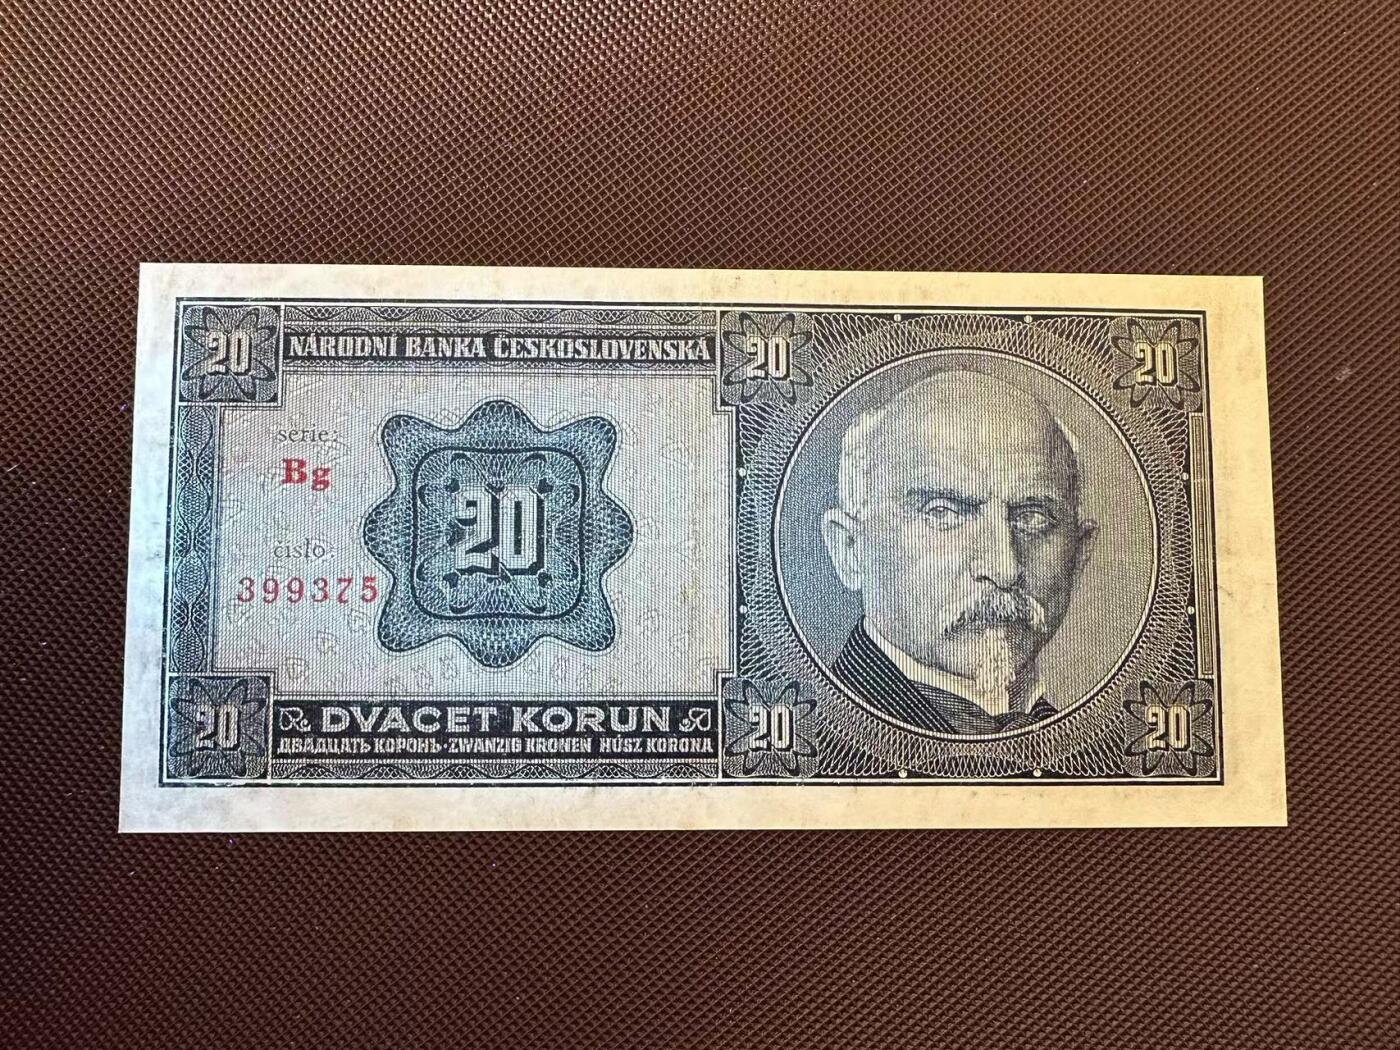 20 NÁRODNÍ BANKA ČESKOSLOVENSKÁ 20 20
serie:
Bg
číslo:
399375
20
20 DVACET KORUN 20 20
ДВАДЦАТЬ КОРОНЬ·ZWANZIG KRONEN HÚSZ KORONA